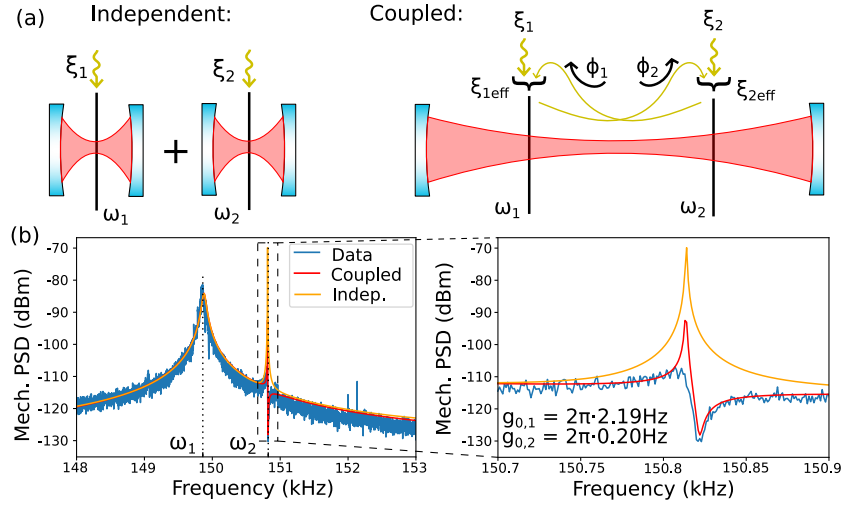 (a) Independent: Coupled:
ξ₁ ξ₂ ξ₁ ξ₂
ϕ₁ ϕ₂
ξ₁eff ξ₂eff
+
ω₁ ω₂ ω₁ ω₂
(b)
Mech. PSD (dBm)
-70
-80
-90
-100
-110
-120
-130
Data
Coupled
Indep.
ω₁ ω₂
148 149 150 151 152 153
Frequency (kHz)
Mech. PSD (dBm)
-70
-80
-90
-100
-110
-120
-130
g₀,₁ = 2π·2.19Hz
g₀,₂ = 2π·0.20Hz
150.7 150.75 150.8 150.85 150.9
Frequency (kHz)